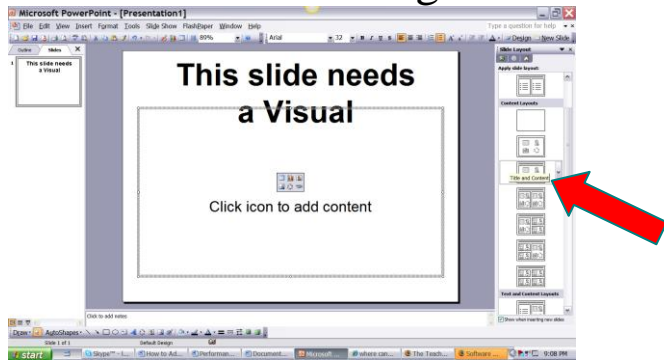 Microsoft PowerPoint - [Presentation1]
File Edit View Insert Format Tools Slide Show FlashPaper Window Help
Type a question for help
89%
Arial
32
Design
New Slide
Outline
Slides
Slide Layout
Apply slide layout:
1
This slide needs
a Visual
This slide needs
a Visual
Click icon to add content
Content Layouts
Title and Content
Text and Content Layouts
Show when inserting new slides
Click to add notes
Draw
AutoShapes
Slide 1 of 1
Default Design
start
Skype™ - L...
How to Ad...
Performan...
Document...
Microsoft ...
where can...
The Teach...
Software ...
9:08 PM